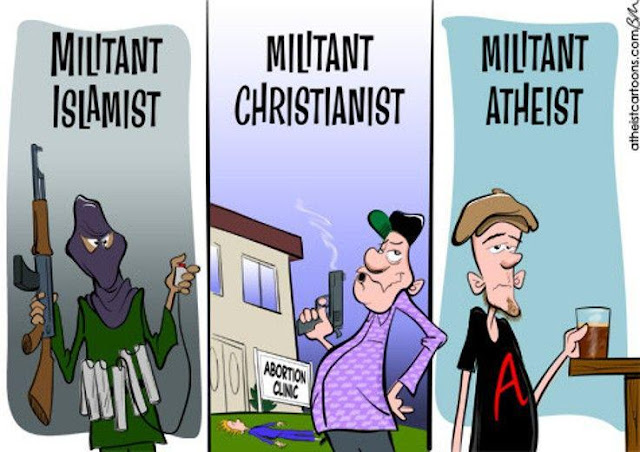 MILITANT
ISLAMIST
MILITANT
CHRISTIANIST
MILITANT
ATHEIST
atheistcartoons.com
ABORTION
CLINIC
A